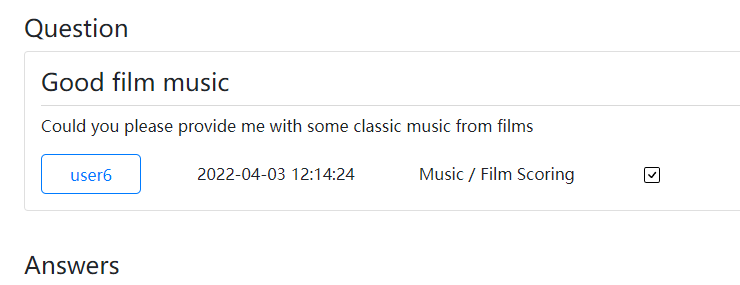 Question
Good film music
Could you please provide me with some classic music from films
user6 2022-04-03 12:14:24 Music / Film Scoring
Answers